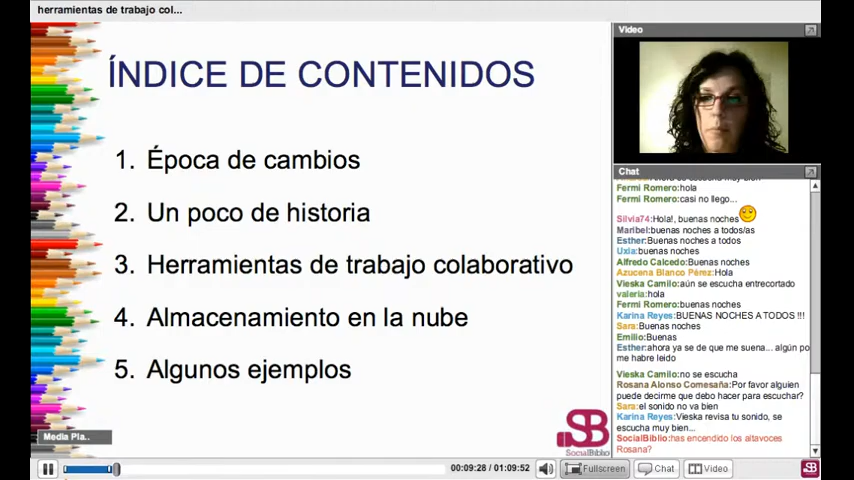 herramientas de trabajo col...
ÍNDICE DE CONTENIDOS
1. Época de cambios
2. Un poco de historia
3. Herramientas de trabajo colaborativo
4. Almacenamiento en la nube
5. Algunos ejemplos
Media Pla..
SB
SocialBiblio
Video
Chat
Fermi Romero:hola
Fermi Romero:casi no llego...
Silvia74:Hola!, buenas noches
Maribel:buenas noches a todos/as
Esther:Buenas noches a todos
Uxia:buenas noches
Alfredo Calcedo:Buenas noches
Azucena Blanco Pérez:Hola
Vieska Camilo:aún se escucha entrecortado
valeria:hola
Fermi Romero:buenas noches
Karina Reyes:BUENAS NOCHES A TODOS !!!
Sara:Buenas noches
Emilio:Buenas
Esther:ahora ya se de que me suena... algún po
me habre leido
Vieska Camilo:no se escucha
Rosana Alonso Comesaña:Por favor alguien
puede decirme que debo hacer para escuchar?
Sara:el sonido no va bien
Karina Reyes:Vieska revisa tu sonido, se
escucha muy bien...
SocialBiblio:has encendido los altavoces
Rosana?
00:09:28 / 01:09:52
Fullscreen
Chat
Video
SB